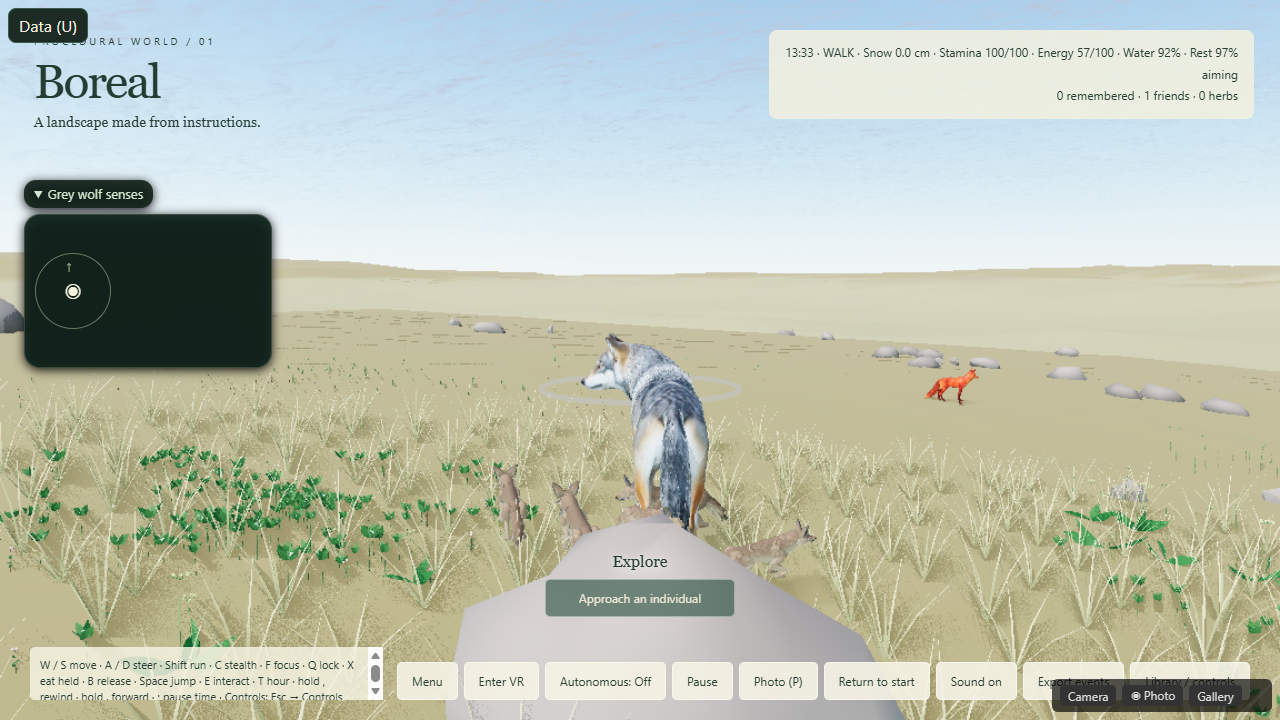 Data (U)
PROCEDURAL WORLD / 01
Boreal
A landscape made from instructions.
13:33 · WALK · Snow 0.0 cm · Stamina 100/100 · Energy 57/100 · Water 92% · Rest 97%
aiming
0 remembered · 1 friends · 0 herbs
▼ Grey wolf senses
↑
Explore
Approach an individual
W / S move · A / D steer · Shift run · C stealth · F focus · Q lock · X
eat held · B release · Space jump · E interact · T hour · hold ,
rewind · hold . forward · ; pause time · Controls: Esc → Controls
Menu
Enter VR
Autonomous: Off
Pause
Photo (P)
Return to start
Sound on
Export events
Library / controls
Camera
◉ Photo
Gallery